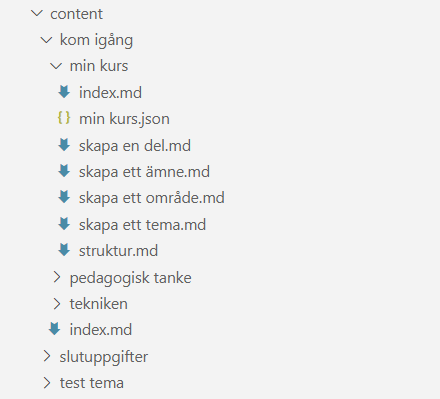 content
kom igång
min kurs
index.md
{ } min kurs.json
skapa en del.md
skapa ett ämne.md
skapa ett område.md
skapa ett tema.md
struktur.md
pedagogisk tanke
tekniken
index.md
slutuppgifter
test tema